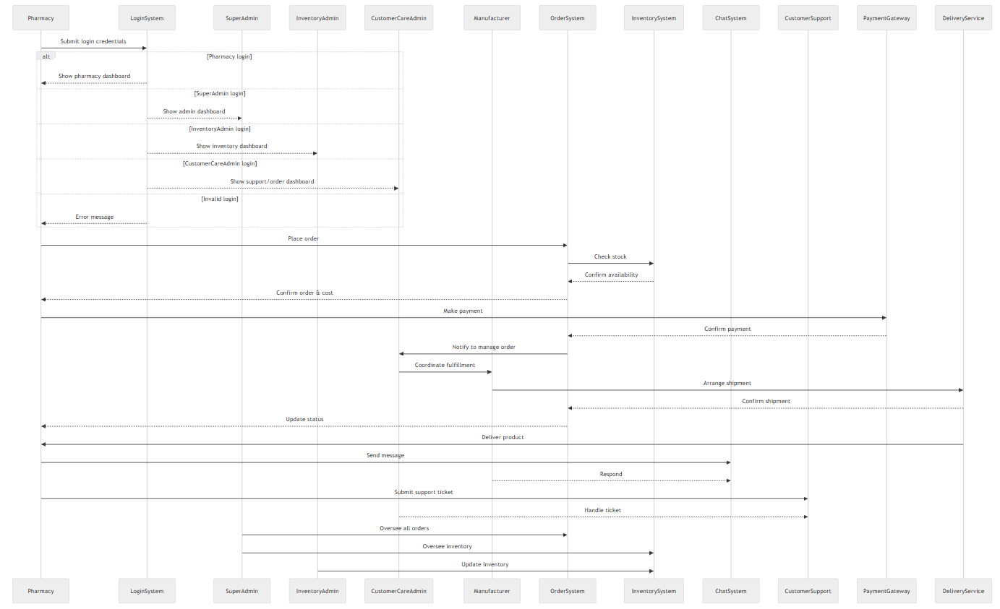 Pharmacy LoginSystem SuperAdmin InventoryAdmin CustomerCareAdmin Manufacturer OrderSystem InventorySystem ChatSystem CustomerSupport PaymentGateway DeliveryService
Submit login credentials
alt [Pharmacy login]
Show pharmacy dashboard
[SuperAdmin login]
Show admin dashboard
[InventoryAdmin login]
Show inventory dashboard
[CustomerCareAdmin login]
Show support/order dashboard
[Invalid login]
Error message
Place order
Check stock
Confirm availability
Confirm order & cost
Make payment
Confirm payment
Notify to manage order
Coordinate fulfillment
Arrange shipment
Confirm shipment
Update status
Deliver product
Send message
Respond
Submit support ticket
Handle ticket
Oversee all orders
Oversee inventory
Update inventory
Pharmacy LoginSystem SuperAdmin InventoryAdmin CustomerCareAdmin Manufacturer OrderSystem InventorySystem ChatSystem CustomerSupport PaymentGateway DeliveryService